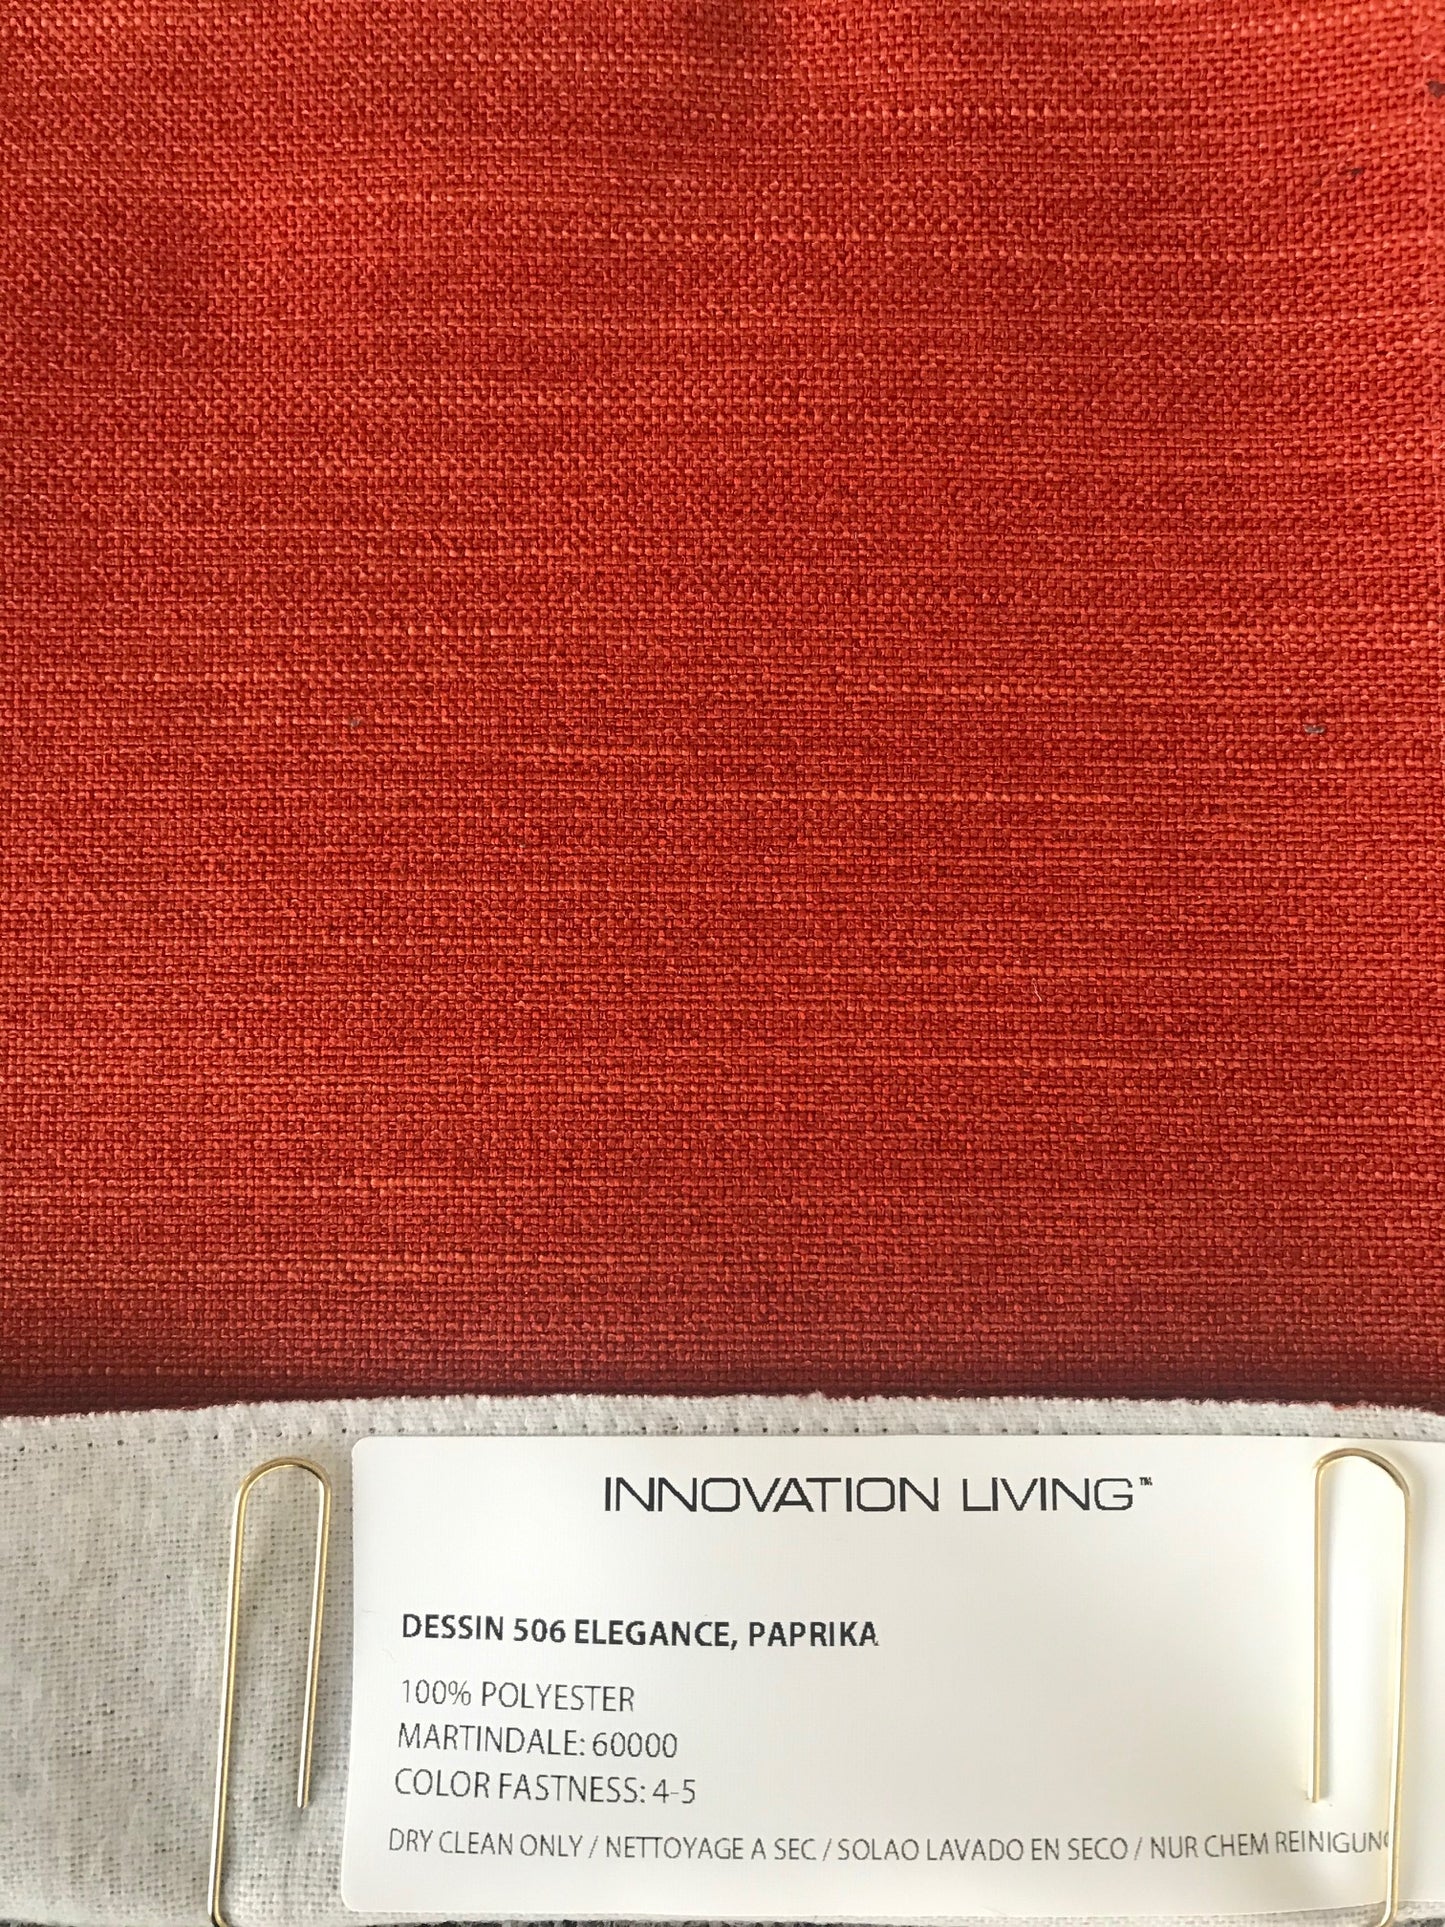 INNOVATION LIVING™
DESSIN 506 ELEGANCE, PAPRIKA
100% POLYESTER
MARTINDALE: 60000
COLOR FASTNESS: 4-5
DRY CLEAN ONLY / NETTOYAGE A SEC / SOLAO LAVADO EN SECO / NUR CHEM REINIGUNG